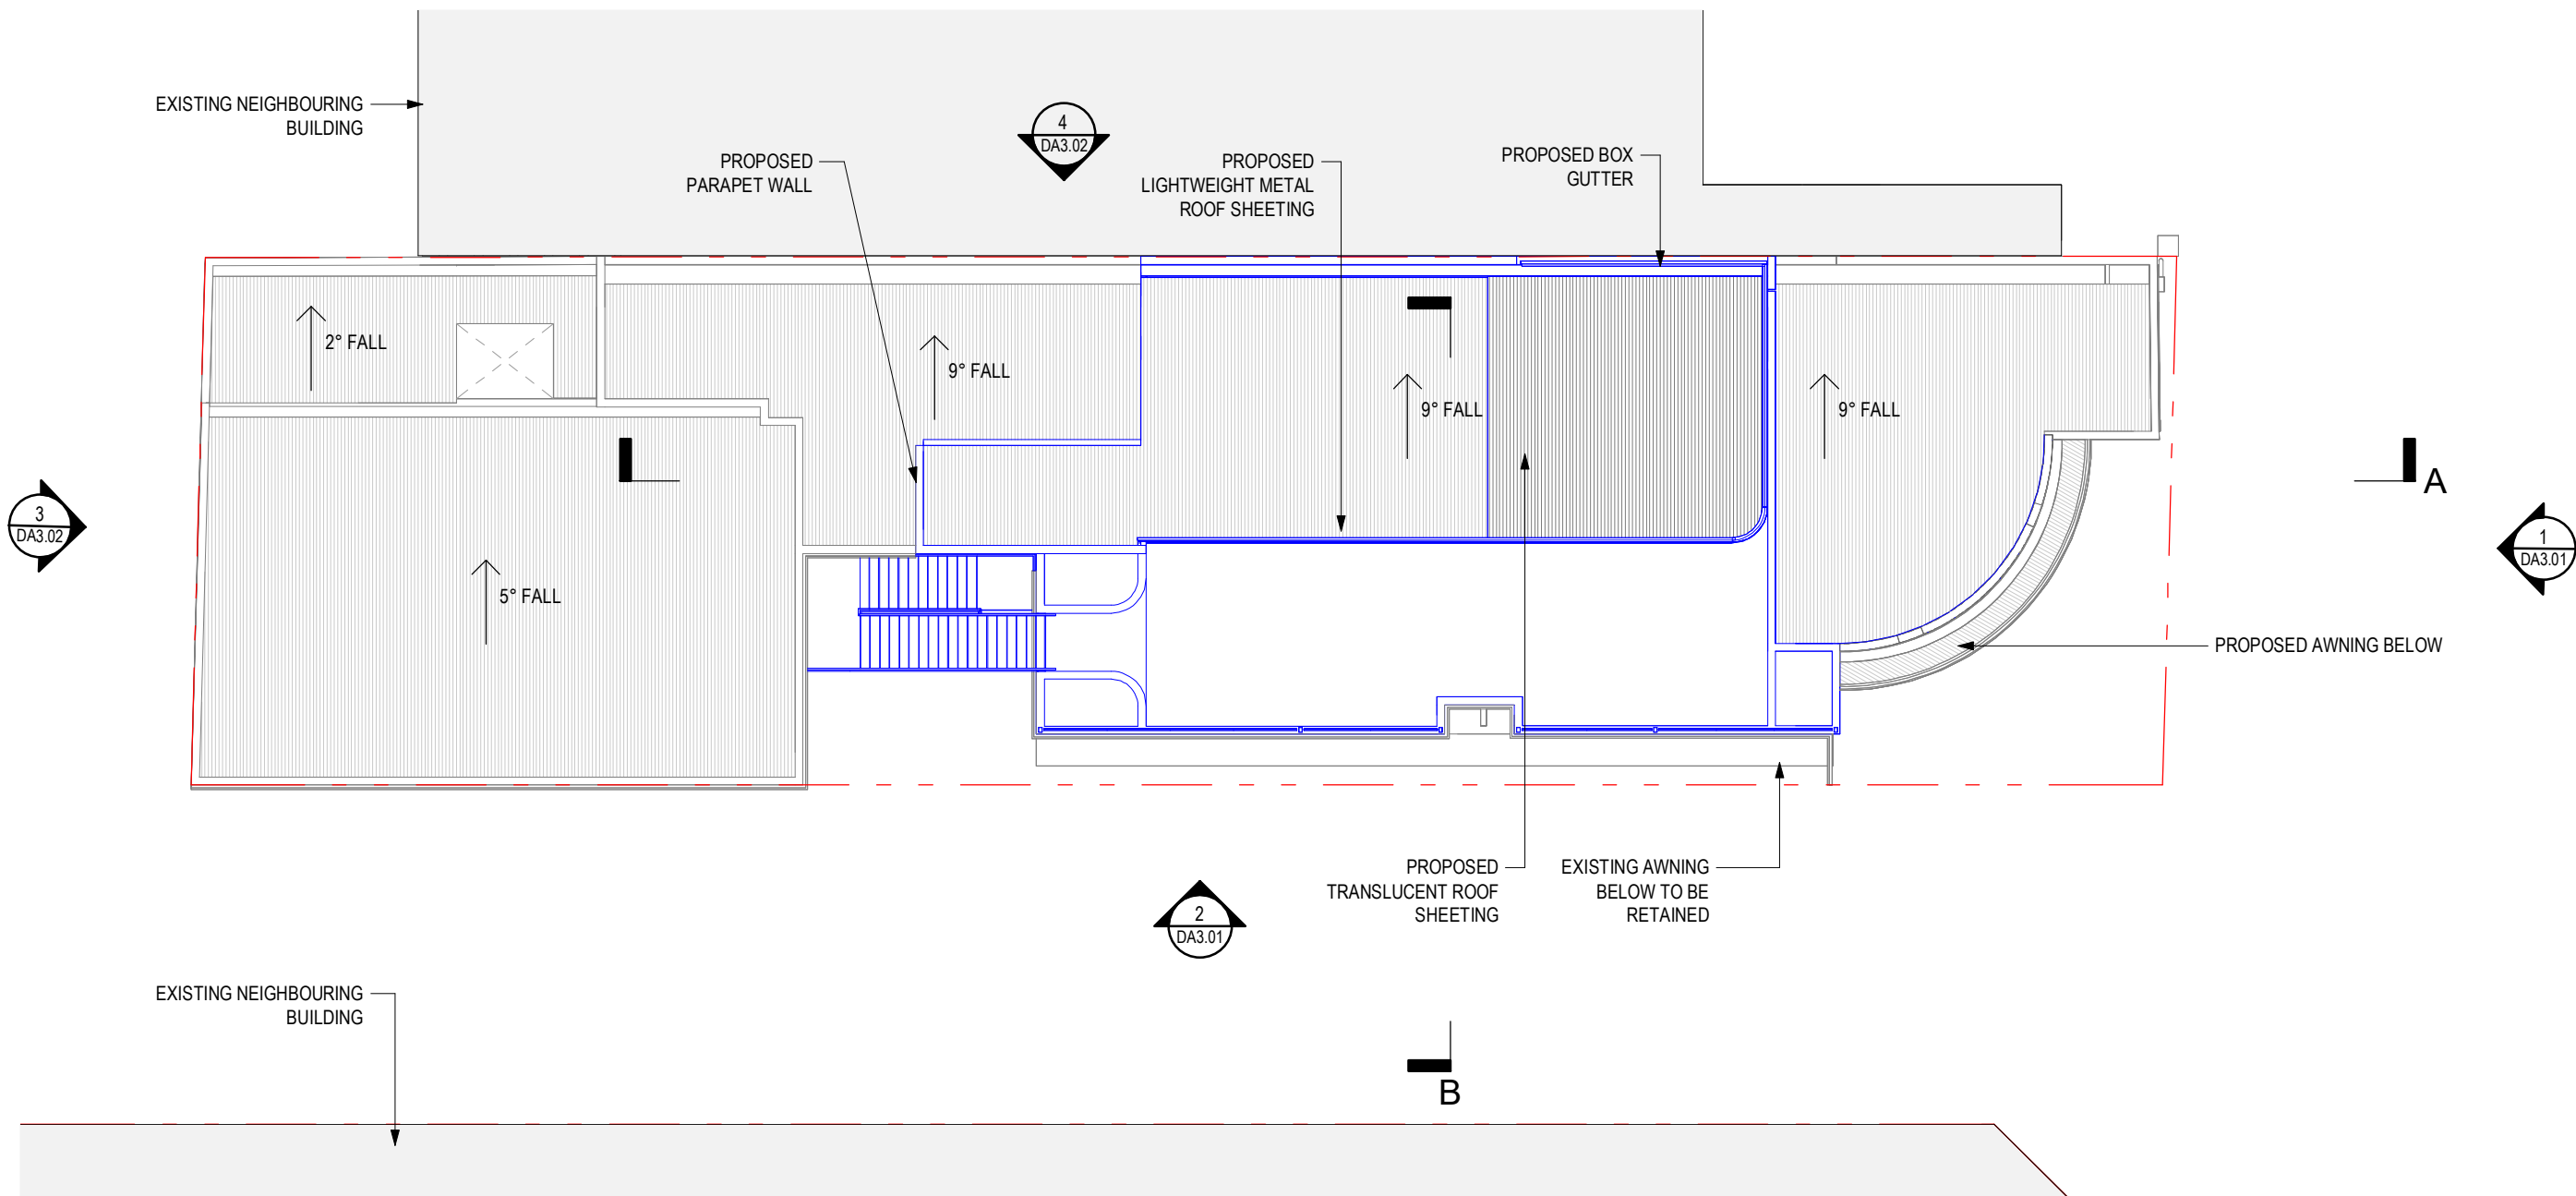 EXISTING NEIGHBOURING
BUILDING
4
DA3.02
PROPOSED
PARAPET WALL
PROPOSED
LIGHTWEIGHT METAL
ROOF SHEETING
PROPOSED BOX
GUTTER
2° FALL
9° FALL
9° FALL
9° FALL
A
3
DA3.02
1
DA3.01
5° FALL
PROPOSED AWNING BELOW
PROPOSED
TRANSLUCENT ROOF
SHEETING
EXISTING AWNING
BELOW TO BE
RETAINED
2
DA3.01
EXISTING NEIGHBOURING
BUILDING
B